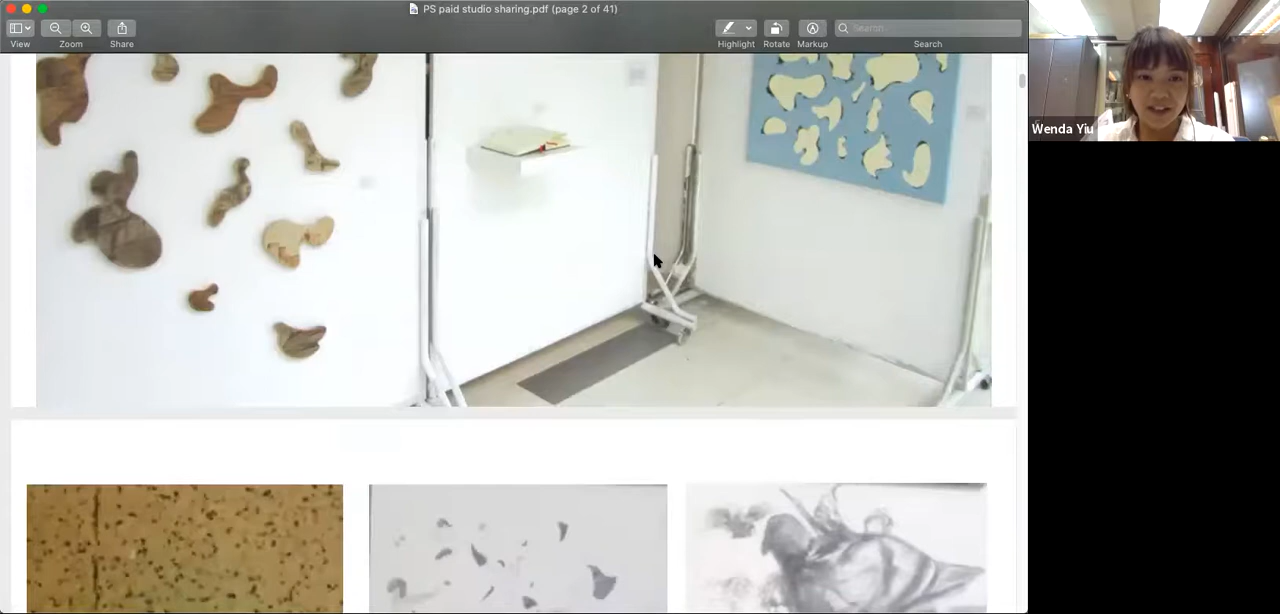 PS paid studio sharing.pdf (page 2 of 41)
View
Zoom
Share
Highlight
Rotate
Markup
Search
Search
Wenda Yiu